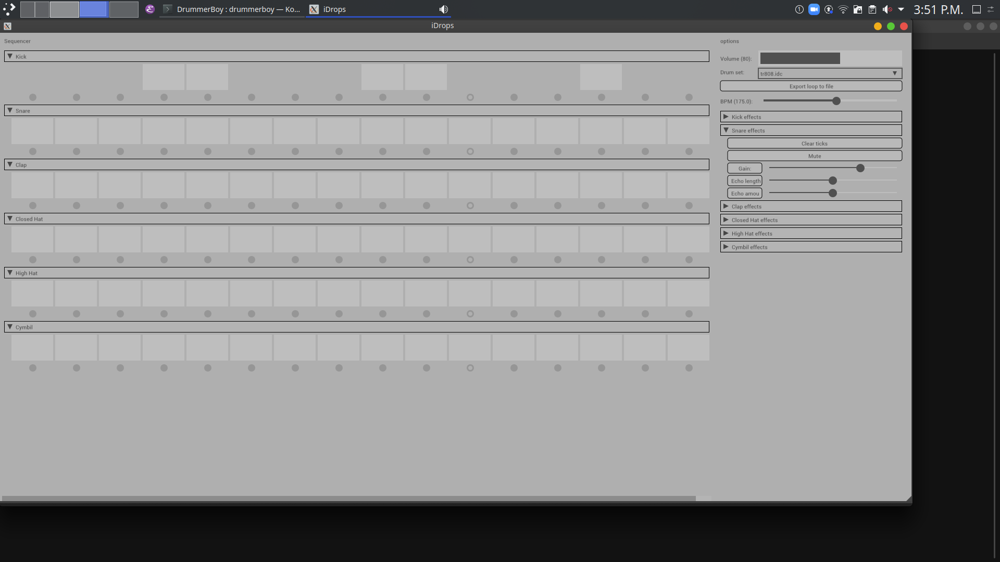 DrummerBoy : drummerboy — Ko...
iDrops
3:51 P.M.
iDrops
Sequencer
Kick
Snare
Clap
Closed Hat
High Hat
Cymbil
options
Volume (80):
Drum set:
tr808.idc
Export loop to file
BPM (175.0):
Kick effects
Snare effects
Clear ticks
Mute
Gain:
Echo length
Echo amou
Clap effects
Closed Hat effects
High Hat effects
Cymbil effects